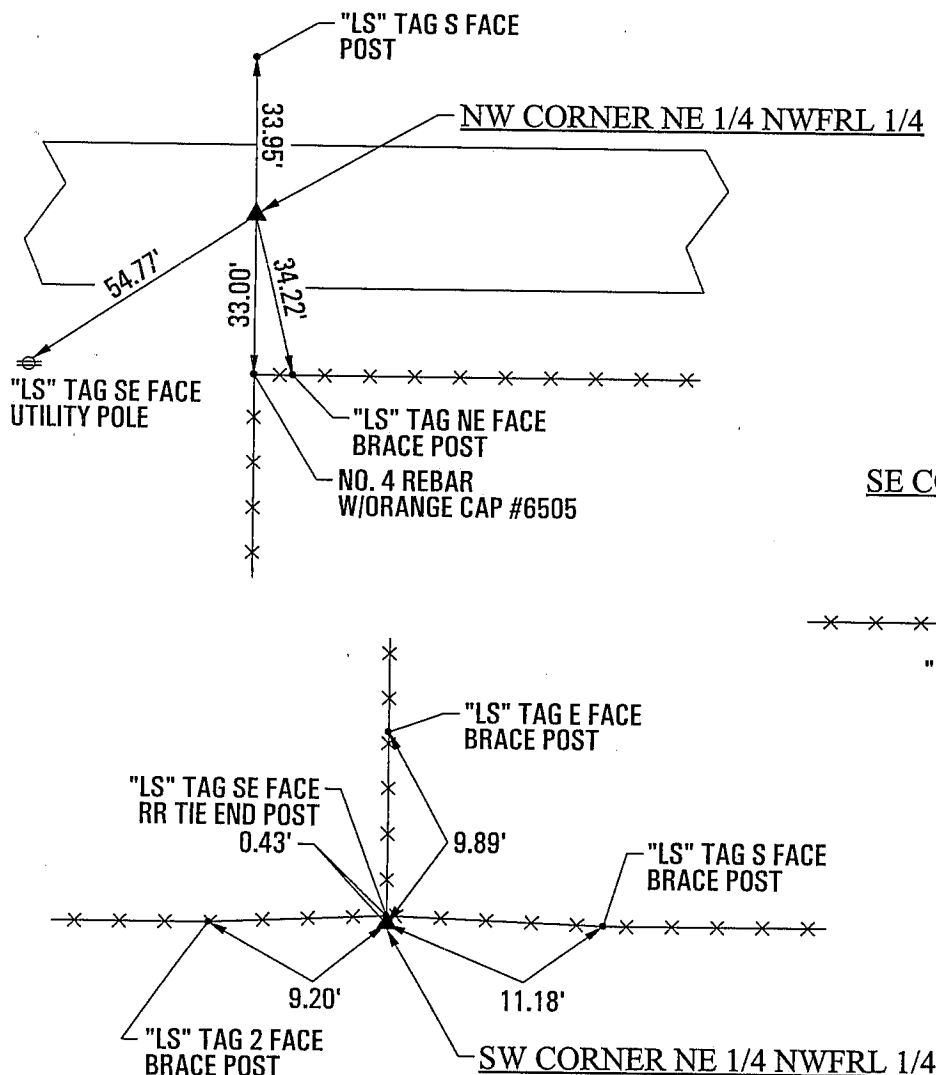 "LS" TAG S FACE
POST
33.95'
NW CORNER NE 1/4 NWFRL 1/4
54.77'
33.00'
34.22'
"LS" TAG SE FACE
UTILITY POLE
"LS" TAG NE FACE
BRACE POST
NO. 4 REBAR
W/ORANGE CAP #6505
SE CO
"
"LS" TAG E FACE
BRACE POST
"LS" TAG SE FACE
RR TIE END POST
0.43'
9.89'
"LS" TAG S FACE
BRACE POST
9.20'
11.18'
"LS" TAG 2 FACE
BRACE POST
SW CORNER NE 1/4 NWFRL 1/4